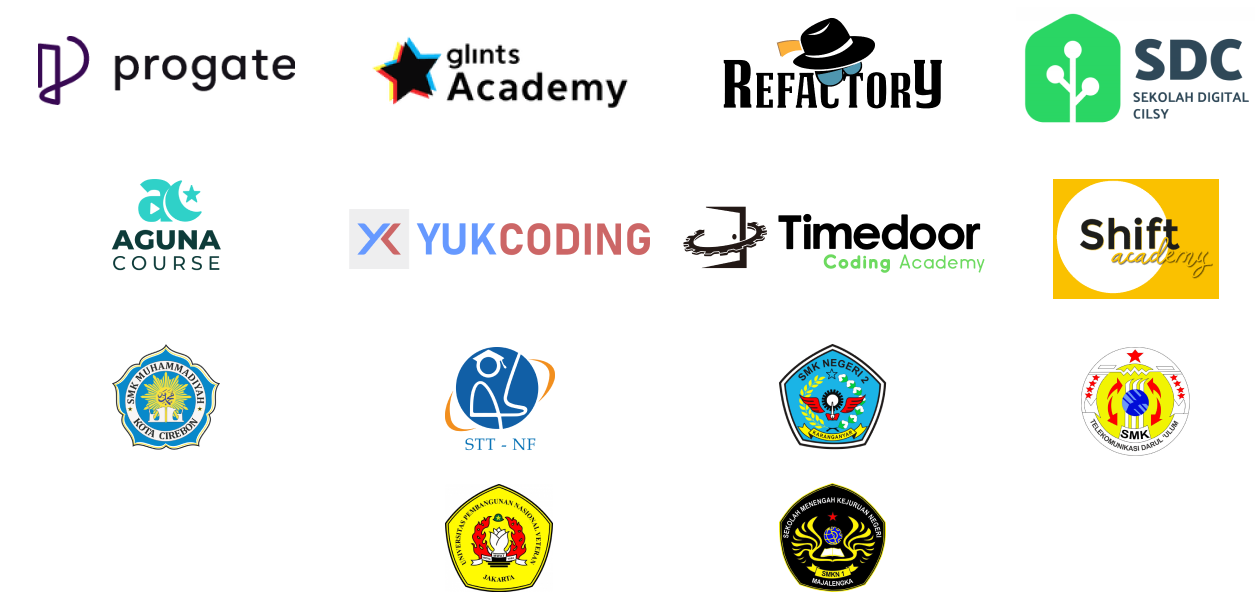 progate
glints
Academy
REFACTORY
SDC
SEKOLAH DIGITAL
CILSY
ac
AGUNA
COURSE
YUKCODING
Timedoor
Coding Academy
Shift
academy
SMK MUHAMMADIYAH
KOTA CIREBON
STT - NF
SMK NEGERI 2
KARANGANYAR
SMK
TELEKOMUNIKASI DARUL 'ULUM
UNIVERSITAS PEMBANGUNAN NASIONAL VETERAN
JAKARTA
SEKOLAH MENENGAH KEJURUAN NEGERI
SMKN 1
MAJALENGKA